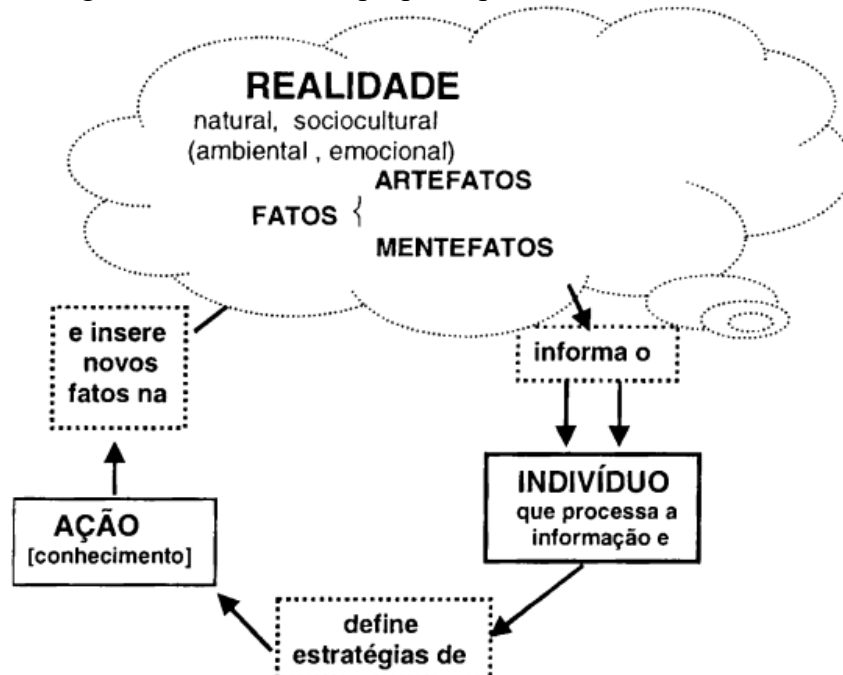 REALIDADE
natural, sociocultural
(ambiental , emocional)
ARTEFATOS
FATOS {
MENTEFATOS
informa o
INDIVÍDUO
que processa a
informação e
define
estratégias de
AÇÃO
[conhecimento]
e insere
novos
fatos na